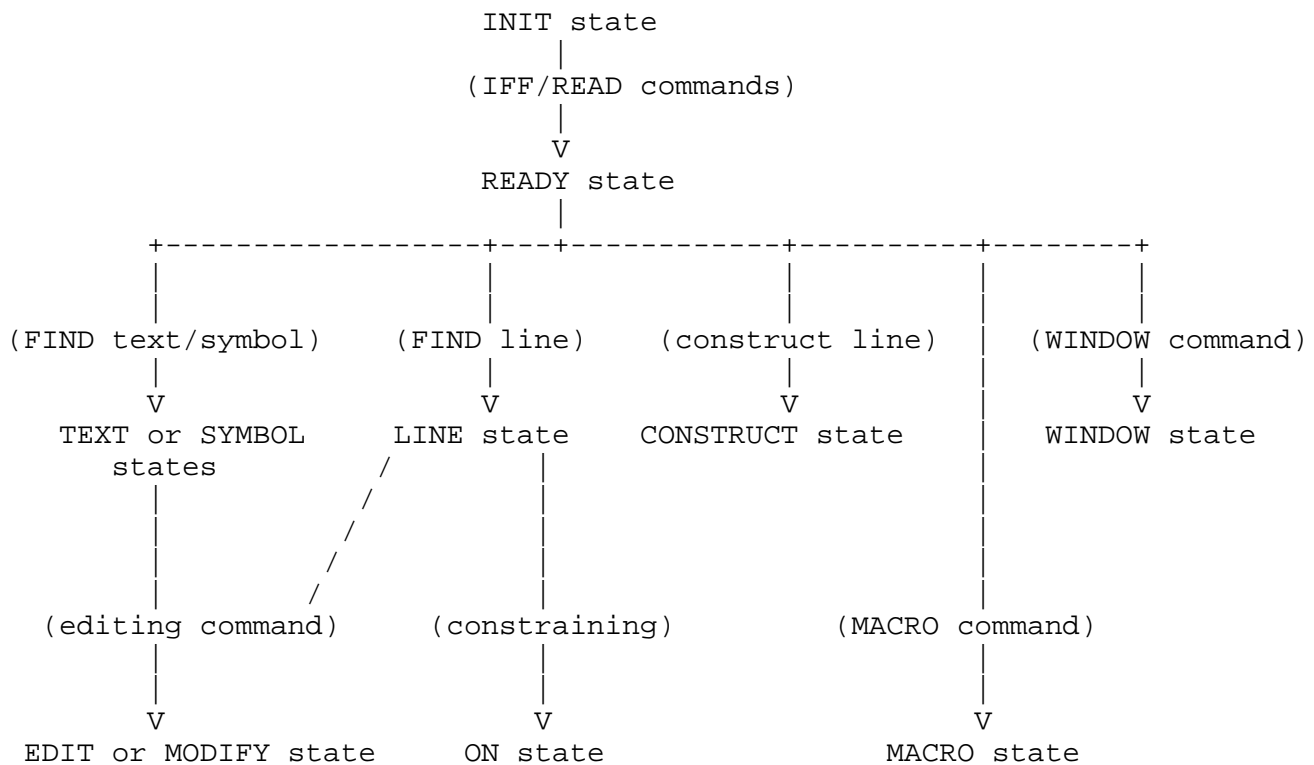 INIT state
(IFF/READ commands)
V
READY state
(FIND text/symbol) (FIND line) (construct line) (WINDOW command)
V V V V
TEXT or SYMBOL LINE state CONSTRUCT state WINDOW state
states
(editing command) (constraining) (MACRO command)
V V V
EDIT or MODIFY state ON state MACRO state